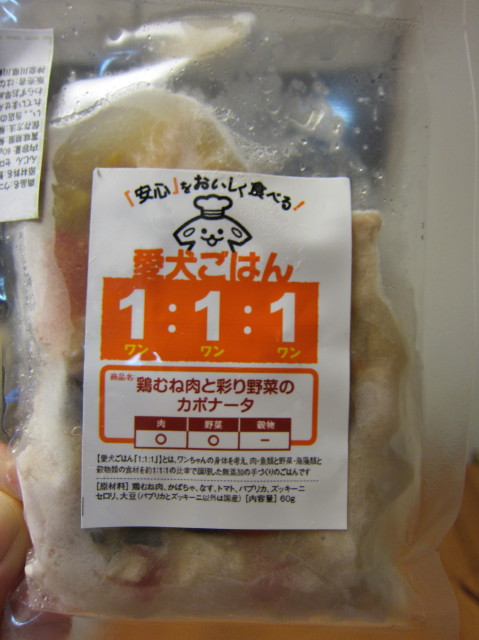 「安心」をおいしく食べる!
愛犬ごはん
1:1:1
ワン ワン ワン
商品名: 鶏むね肉と彩り野菜の
カポナータ
肉 野菜 穀物
○ ○ ー
【愛犬ごはん「1:1:1」】とは、ワンちゃんの身体を考え、肉・魚類と野菜・海藻類と
穀物類の食材を約1:1:1の比率で調理した無添加の手づくりのごはんです
[原材料] 鶏むね肉、かぼちゃ、なす、トマト、パプリカ、ズッキーニ
セロリ、大豆(パプリカとズッキーニ以外は国産) [内容量] 60g